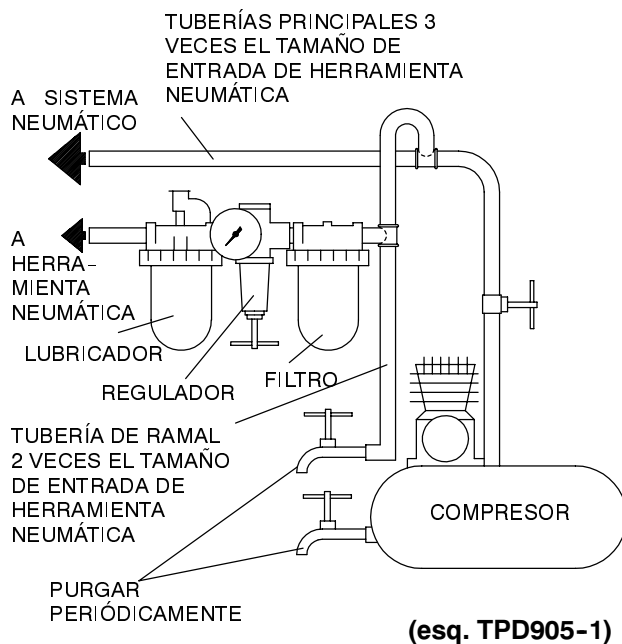 TUBERÍAS PRINCIPALES 3
VECES EL TAMAÑO DE
ENTRADA DE HERRAMIENTA
NEUMÁTICA
A SISTEMA
NEUMÁTICO
A
HERRA-
MIENTA
NEUMÁTICA
LUBRICADOR
REGULADOR
FILTRO
TUBERÍA DE RAMAL
2 VECES EL TAMAÑO
DE ENTRADA DE
HERRAMIENTA
NEUMÁTICA
COMPRESOR
PURGAR
PERIÓDICAMENTE
(esq. TPD905-1)